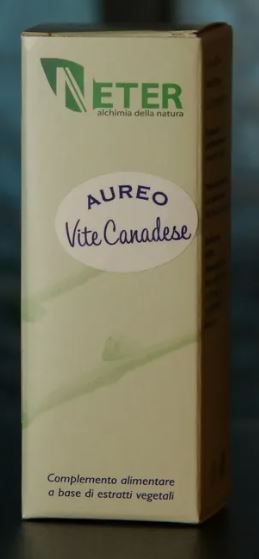 NETER
alchimia della natura
AUREO
Vite Canadese
Complemento alimentare
a base di estratti vegetali